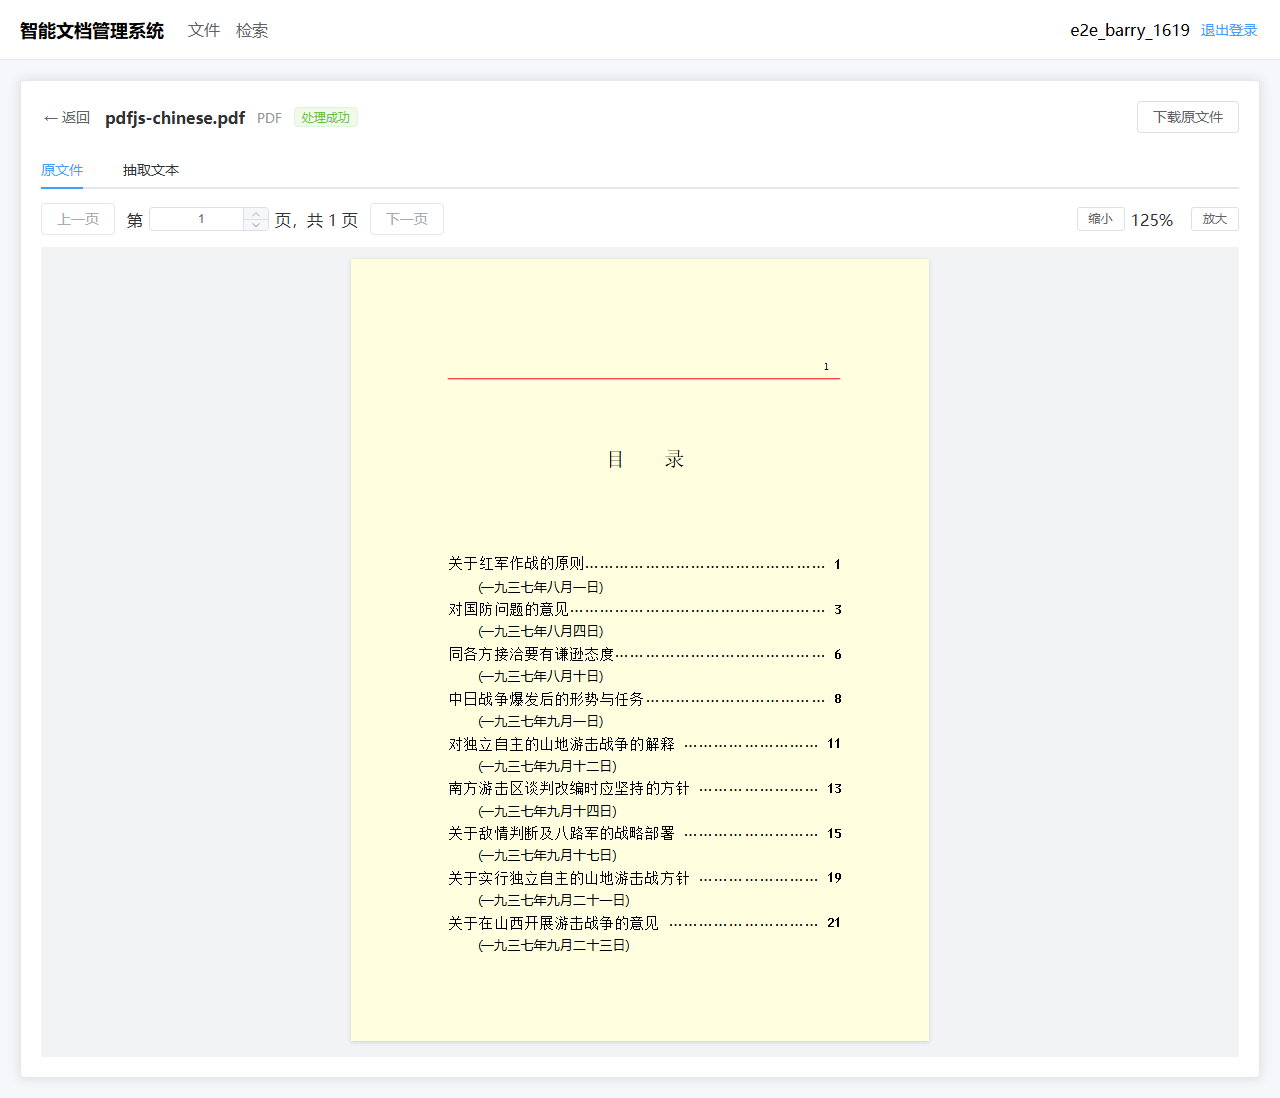 智能文档管理系统 文件 检索 e2e_barry_1619 退出登录
← 返回 pdfjs-chinese.pdf PDF 处理成功 下载原文件
原文件 抽取文本
上一页 第 1 页，共 1 页 下一页 缩小 125% 放大
1
目 录
关于红军作战的原则…………………………………………… 1
(一九三七年八月一日)
对国防问题的意见……………………………………………… 3
(一九三七年八月四日)
同各方接洽要有谦逊态度……………………………………… 6
(一九三七年八月十日)
中日战争爆发后的形势与任务………………………………… 8
(一九三七年九月一日)
对独立自主的山地游击战争的解释 ……………………… 11
(一九三七年九月十二日)
南方游击区谈判改编时应坚持的方针 …………………… 13
(一九三七年九月十四日)
关于敌情判断及八路军的战略部署 ……………………… 15
(一九三七年九月十七日)
关于实行独立自主的山地游击战方针 …………………… 19
(一九三七年九月二十一日)
关于在山西开展游击战争的意见 ………………………… 21
(一九三七年九月二十三日)